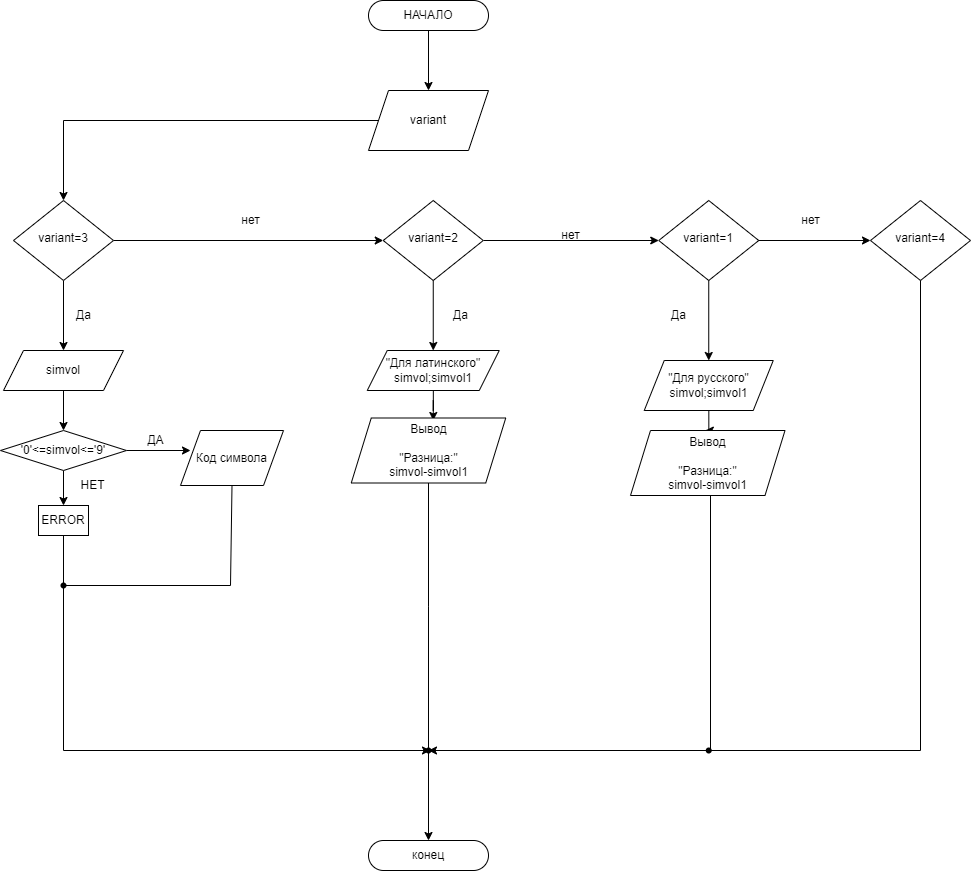 НАЧАЛО
variant
variant=3
нет
variant=2
нет
variant=1
нет
variant=4
Да
Да
Да
simvol
"Для латинского"
simvol;simvol1
"Для русского"
simvol;simvol1
'0'<=simvol<='9'
ДА
Код символа
НЕТ
ERROR
Вывод
"Разница:"
simvol-simvol1
Вывод
"Разница:"
simvol-simvol1
конец